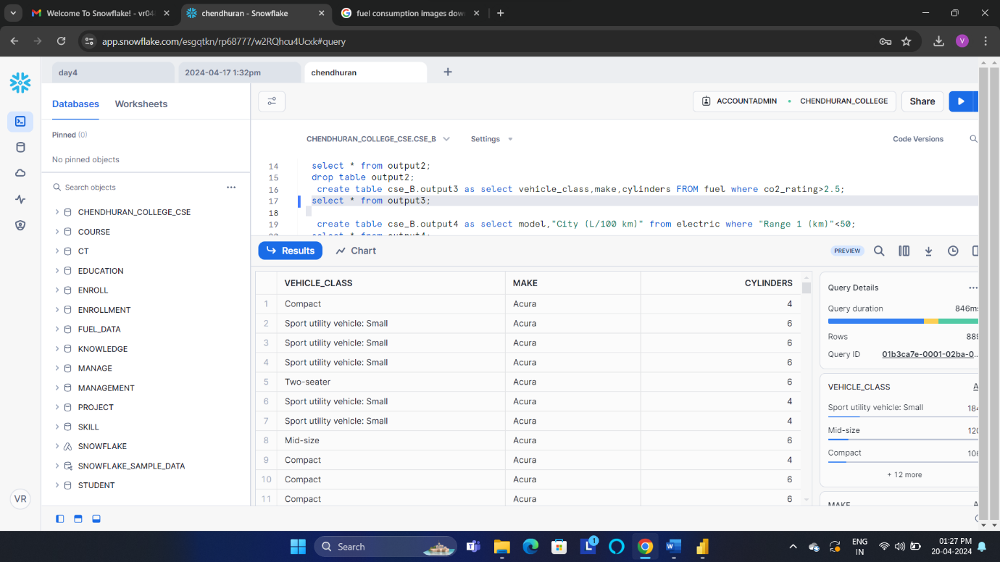 Welcome To Snowflake! - vr04
chendhuran - Snowflake
fuel consumption images dow
app.snowflake.com/esgqtkn/rp68777/w2RQhcu4Ucxk#query
V
day4
2024-04-17 1:32pm
chendhuran
Databases
Worksheets
ACCOUNTADMIN
CHENDHURAN_COLLEGE
Share
Pinned (0)
No pinned objects
Search objects
CHENDHURAN_COLLEGE_CSE
COURSE
CT
EDUCATION
ENROLL
ENROLLMENT
FUEL_DATA
KNOWLEDGE
MANAGE
MANAGEMENT
PROJECT
SKILL
SNOWFLAKE
SNOWFLAKE_SAMPLE_DATA
STUDENT
VR
CHENDHURAN_COLLEGE_CSE.CSE_B
Settings
Code Versions
14 select * from output2;
15 drop table output2;
16 create table cse_B.output3 as select vehicle_class,make,cylinders FROM fuel where co2_rating>2.5;
17 select * from output3;
18
19 create table cse_B.output4 as select model,"City (L/100 km)" from electric where "Range 1 (km)"<50;
20 select * from output4;
Results
Chart
PREVIEW
VEHICLE_CLASS MAKE CYLINDERS
1 Compact Acura 4
2 Sport utility vehicle: Small Acura 6
3 Sport utility vehicle: Small Acura 6
4 Sport utility vehicle: Small Acura 6
5 Two-seater Acura 6
6 Sport utility vehicle: Small Acura 4
7 Sport utility vehicle: Small Acura 4
8 Mid-size Acura 6
9 Compact Acura 4
10 Compact Acura 6
11 Compact Acura 6
Query Details
Query duration 846ms
Rows 889
Query ID 01b3ca7e-0001-02ba-0...
VEHICLE_CLASS A
Sport utility vehicle: Small 184
Mid-size 120
Compact 106
+ 12 more
MAKE A
Search
1
ENG
IN
01:27 PM
20-04-2024